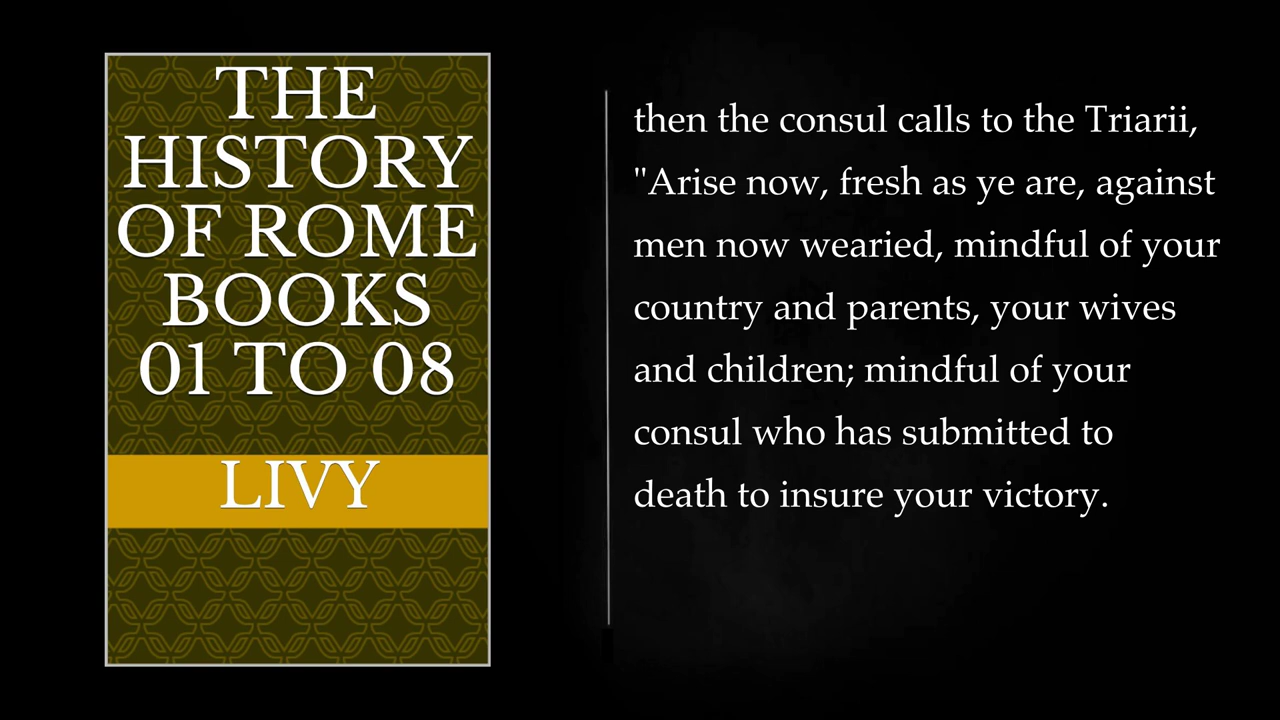 THE
HISTORY
OF ROME
BOOKS
01 TO 08
LIVY
then the consul calls to the Triarii,
"Arise now, fresh as ye are, against
men now wearied, mindful of your
country and parents, your wives
and children; mindful of your
consul who has submitted to
death to insure your victory.